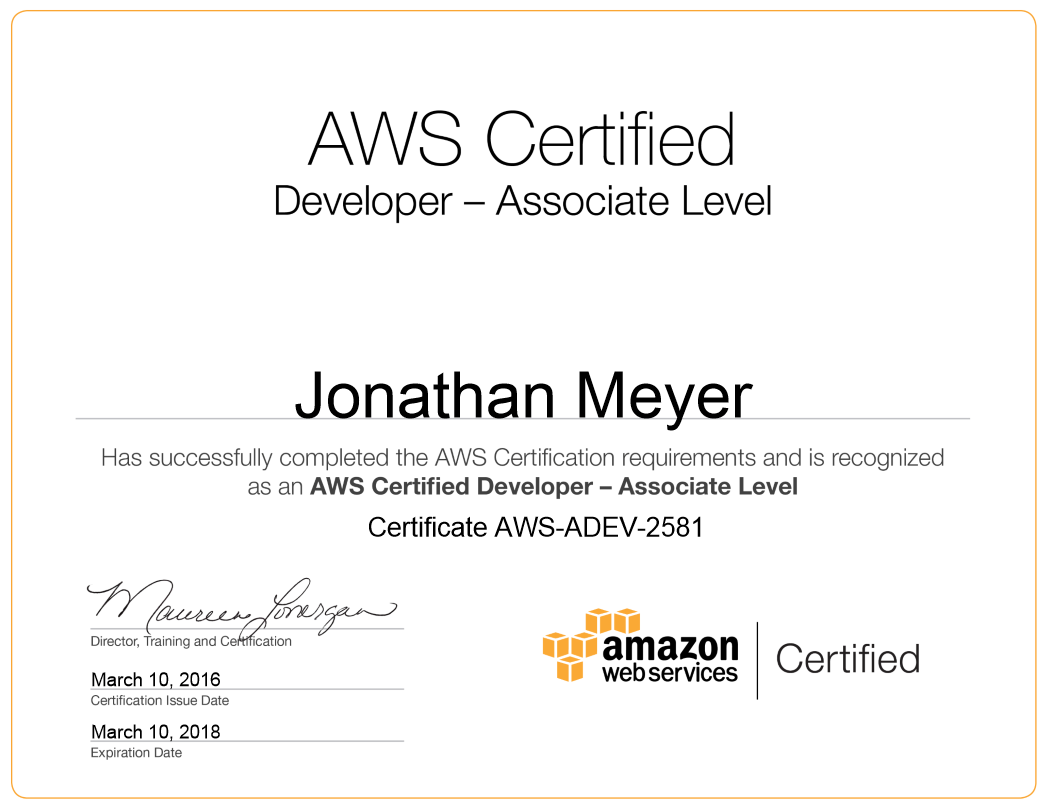 AWS Certified
Developer – Associate Level
Jonathan Meyer
Has successfully completed the AWS Certification requirements and is recognized
as an AWS Certified Developer – Associate Level
Certificate AWS-ADEV-2581
Maureen Lonergan
Director, Training and Certification
March 10, 2016
Certification Issue Date
March 10, 2018
Expiration Date
amazon
webservices
Certified